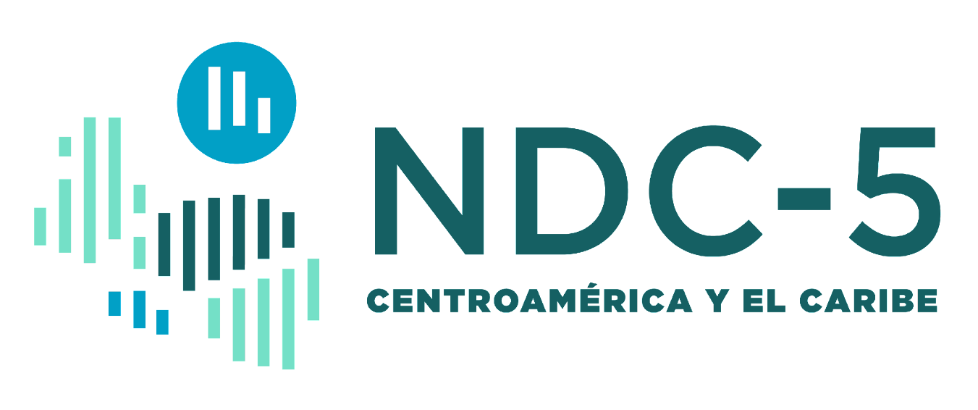 NDC-5
CENTROAMÉRICA Y EL CARIBE